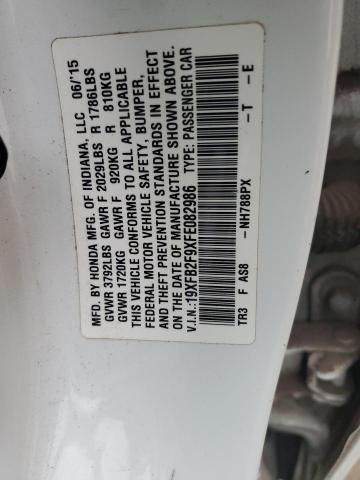 MFD. BY HONDA MFG. OF INDIANA, LLC 06/'15
GVWR 3792LBS GAWR F 2029LBS R 1786LBS
GVWR 1720KG GAWR F 920KG R 810KG
THIS VEHICLE CONFORMS TO ALL APPLICABLE
FEDERAL MOTOR VEHICLE SAFETY, BUMPER,
AND THEFT PREVENTION STANDARDS IN EFFECT
ON THE DATE OF MANUFACTURE SHOWN ABOVE.
V.I.N.:19XFB2F9XFE082986 TYPE: PASSENGER CAR
TR3 F AS8 -NH788PX -T -E